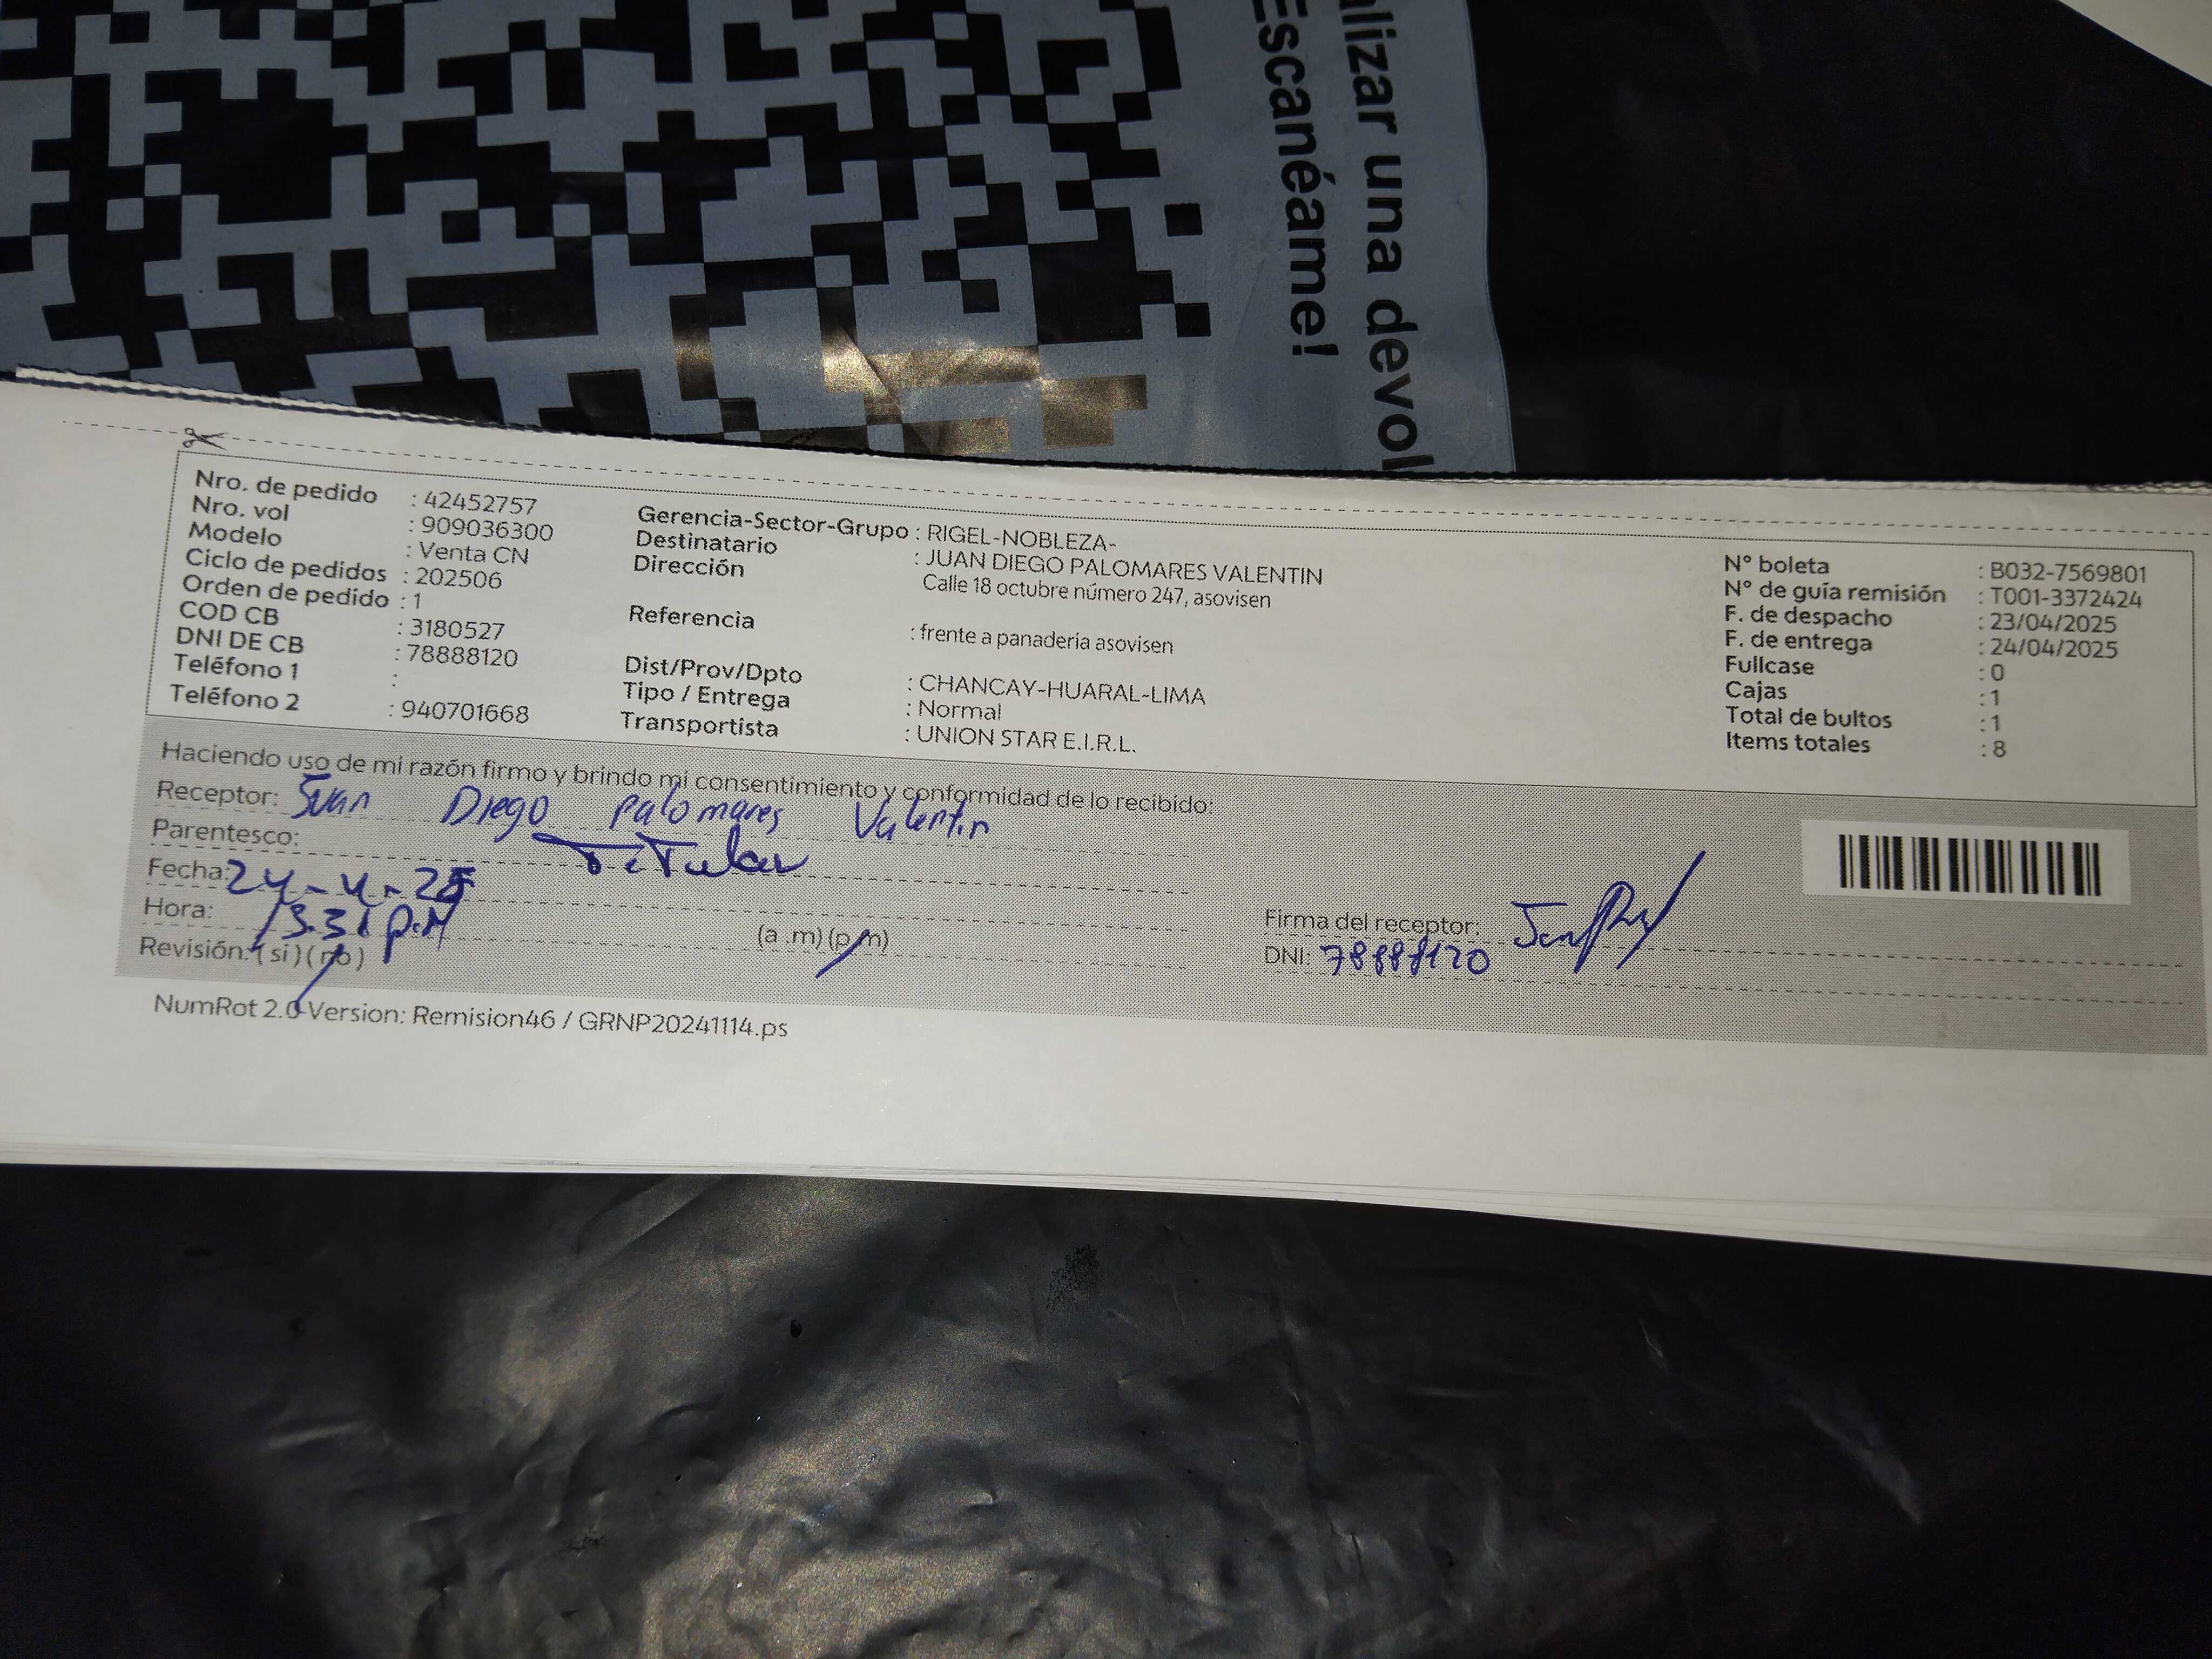 alizar una devol
Escanéame!
Nro. de pedido : 42452757
Nro. vol : 909036300
Modelo : Venta CN
Ciclo de pedidos : 202506
Orden de pedido : 1
COD CB : 3180527
DNI DE CB : 78888120
Teléfono 1 :
Teléfono 2 : 940701668
Gerencia-Sector-Grupo : RIGEL-NOBLEZA-
Destinatario : JUAN DIEGO PALOMARES VALENTIN
Dirección Calle 18 octubre número 247, asovisen
Referencia : frente a panadería asovisen
Dist/Prov/Dpto : CHANCAY-HUARAL-LIMA
Tipo / Entrega : Normal
Transportista : UNION STAR E.I.R.L.
N° boleta : B032-7569801
N° de guía remisión : T001-3372424
F. de despacho : 23/04/2025
F. de entrega : 24/04/2025
Fullcase : 0
Cajas : 1
Total de bultos : 1
Items totales : 8
Haciendo uso de mi razón firmo y brindo mi consentimiento y conformidad de lo recibido:
Receptor: Juan Diego Palomares Valentin
Parentesco: Titular
Fecha: 24-4-25
Hora: 3.31 p.M (a .m) (p.m)
Revisión: ( si ) ( no )
Firma del receptor:
DNI: 78888120
NumRot 2.0 Version: Remision46 / GRNP20241114.ps